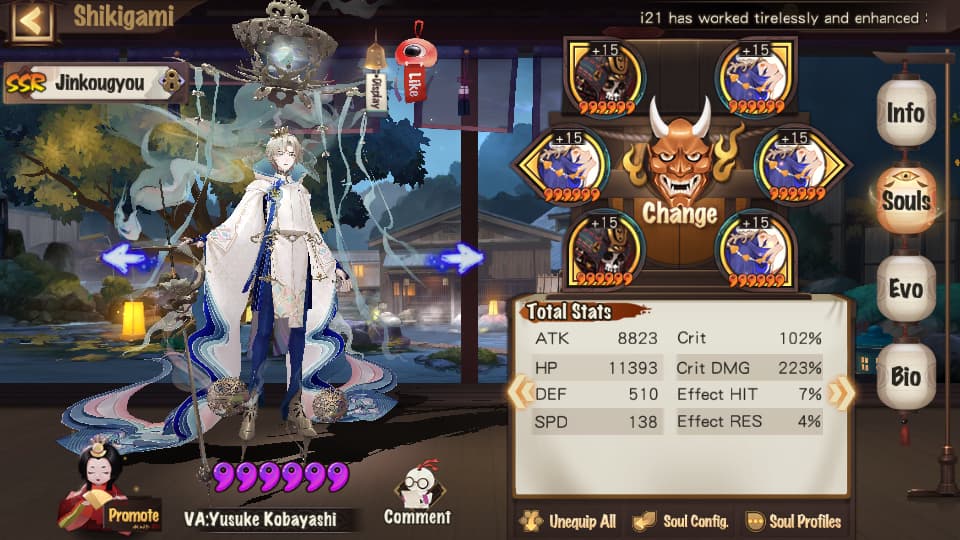 Shikigami
i21 has worked tirelessly and enhanced
SSR Jinkougyou
Display
Like
+15
999999
+15
999999
+15
999999
+15
999999
+15
999999
+15
999999
Change
Info
Souls
Evo
Bio
Total Stats
ATK 8823 Crit 102%
HP 11393 Crit DMG 223%
DEF 510 Effect HIT 7%
SPD 138 Effect RES 4%
999999
Promote
VA:Yusuke Kobayashi
Comment
Unequip All
Soul Config.
Soul Profiles